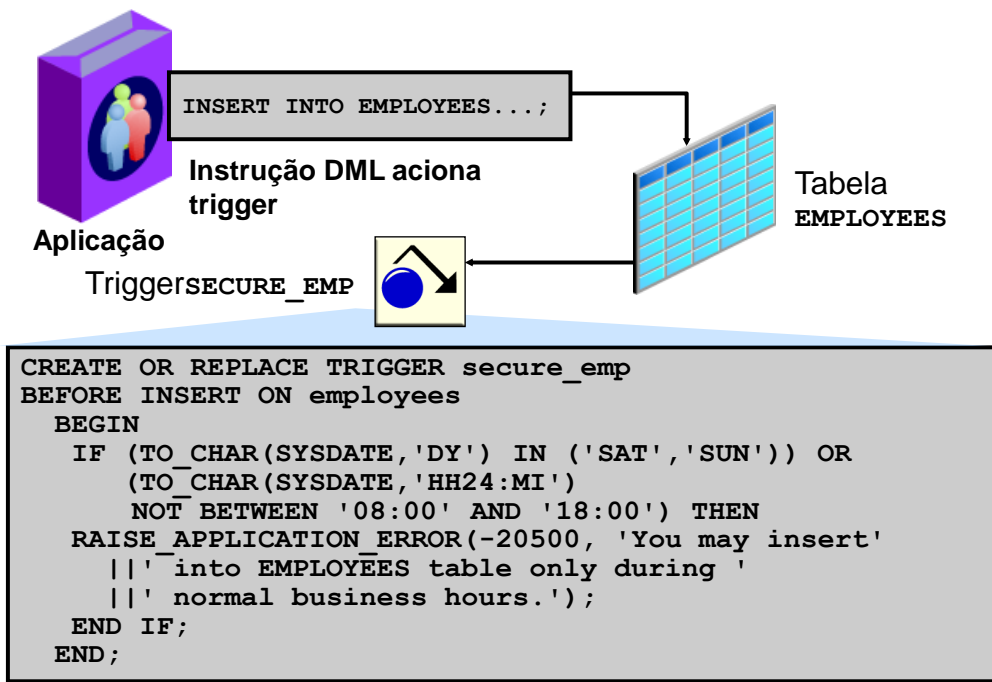 INSERT INTO EMPLOYEES...;
Instrução DML aciona
trigger
Aplicação
Tabela
EMPLOYEES
TriggerSECURE_EMP
CREATE OR REPLACE TRIGGER secure_emp
BEFORE INSERT ON employees
BEGIN
IF (TO_CHAR(SYSDATE,'DY') IN ('SAT','SUN')) OR
(TO_CHAR(SYSDATE,'HH24:MI')
NOT BETWEEN '08:00' AND '18:00') THEN
RAISE_APPLICATION_ERROR(-20500, 'You may insert'
||' into EMPLOYEES table only during '
||' normal business hours.');
END IF;
END;